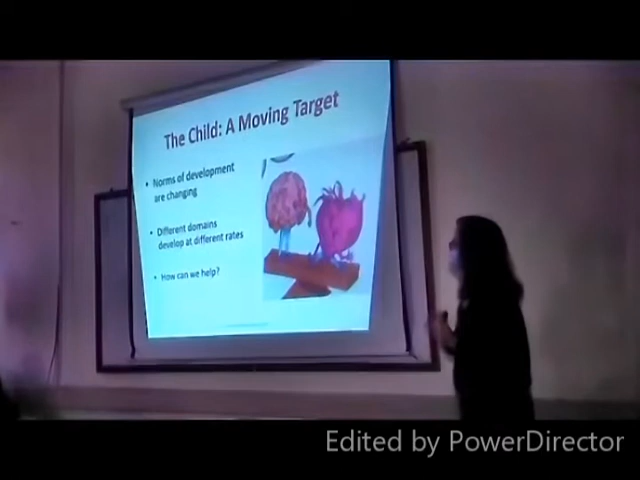 The Child: A Moving Target
• Norms of development
are changing
• Different domains
develop at different rates
• How can we help?
Edited by PowerDirector